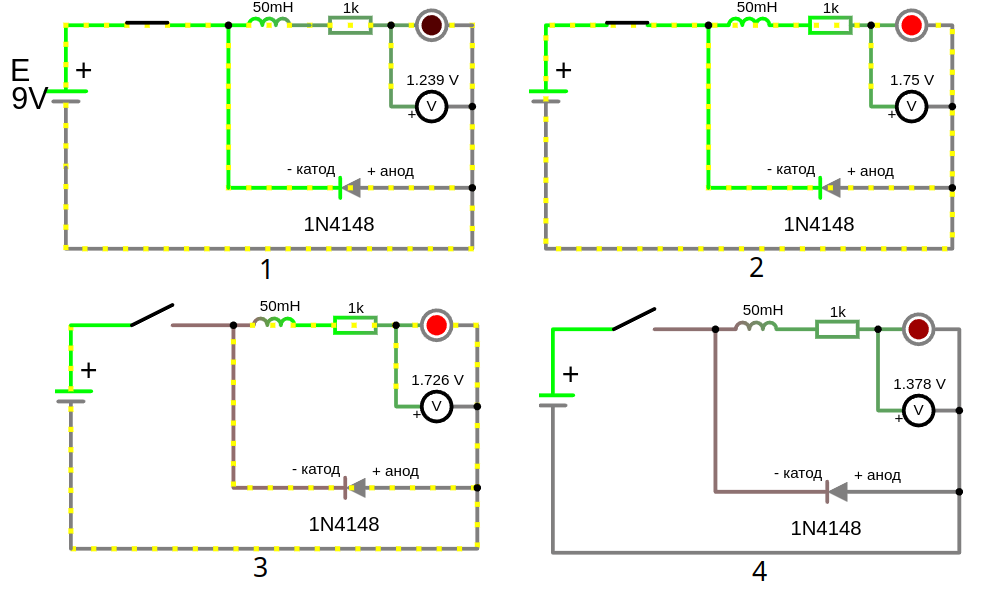 50mH
1k
E
9V
+
1.239 V
V
+
- катод
+ анод
1N4148
1
50mH
1k
+
1.75 V
V
+
- катод
+ анод
1N4148
2
50mH
1k
+
1.726 V
V
+
- катод
+ анод
1N4148
3
50mH
1k
+
1.378 V
V
+
- катод
+ анод
1N4148
4